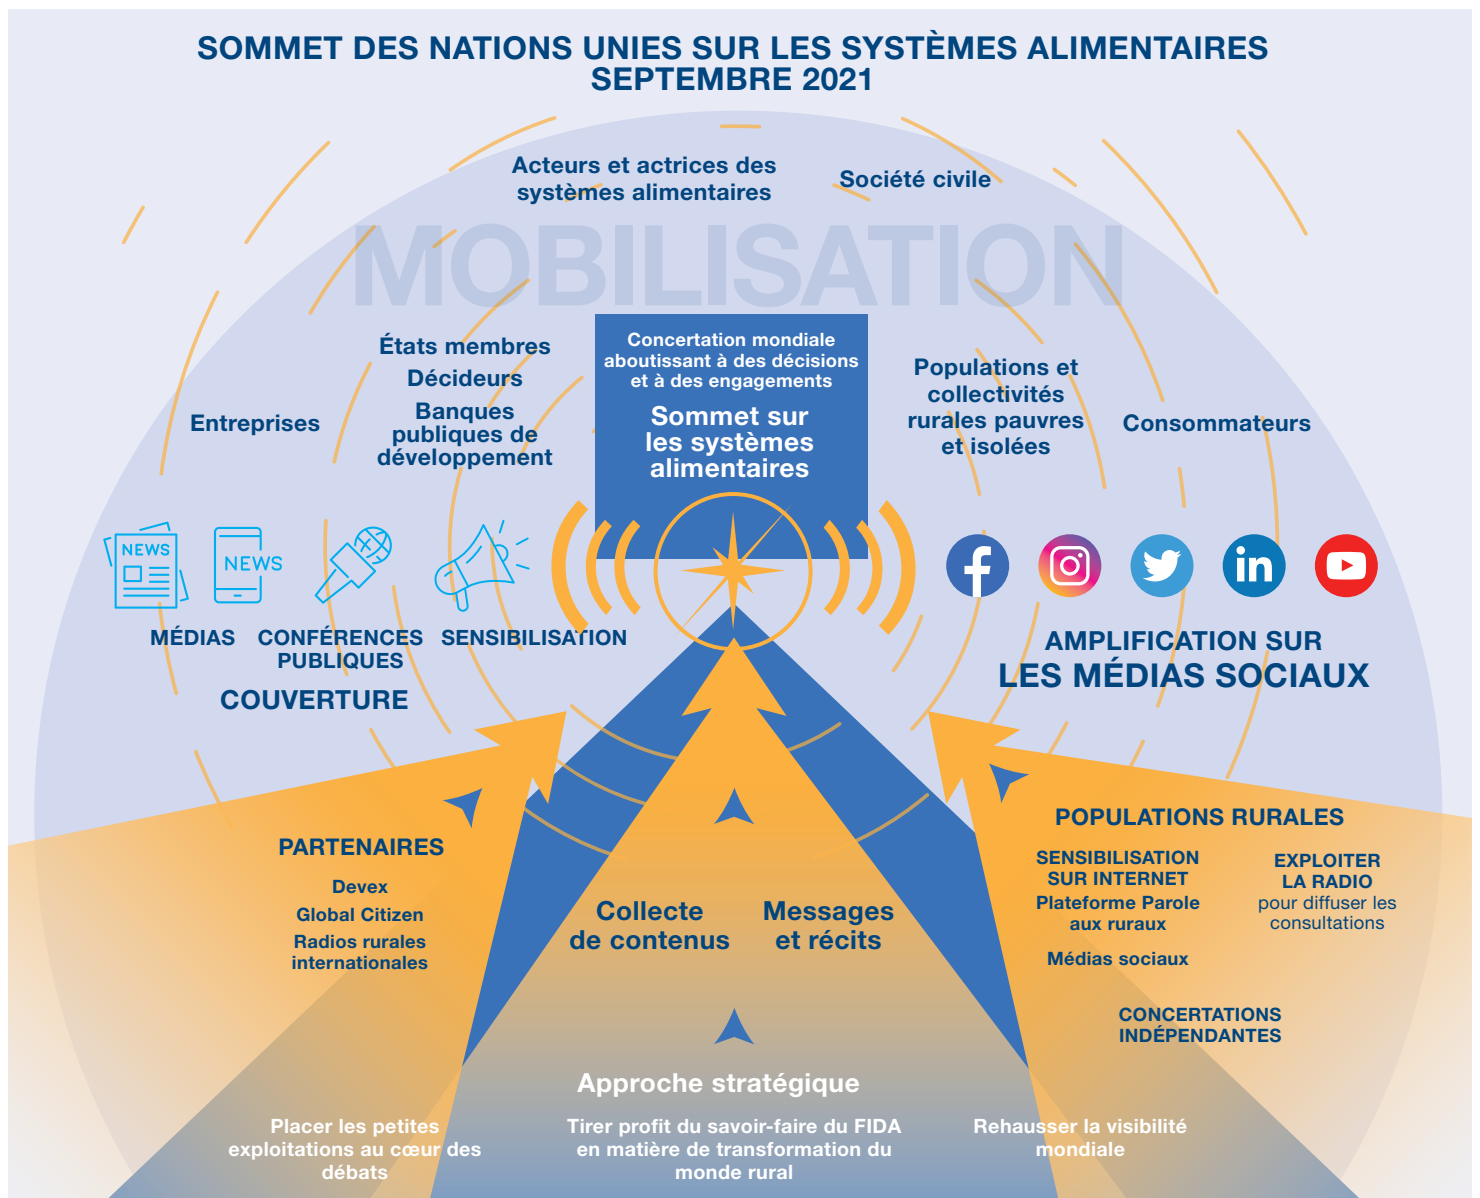 SOMMET DES NATIONS UNIES SUR LES SYSTÈMES ALIMENTAIRES
SEPTEMBRE 2021
Acteurs et actrices des
systèmes alimentaires
Société civile
MOBILISATION
États membres
Décideurs
Banques
publiques de
développement
Entreprises
Concertation mondiale
aboutissant à des décisions
et à des engagements
Sommet sur
les systèmes
alimentaires
Populations et
collectivités
rurales pauvres
et isolées
Consommateurs
NEWS
NEWS
MÉDIAS
CONFÉRENCES
PUBLIQUES
SENSIBILISATION
COUVERTURE
f
in
AMPLIFICATION SUR
LES MÉDIAS SOCIAUX
PARTENAIRES
Devex
Global Citizen
Radios rurales
internationales
Collecte
de contenus
Messages
et récits
POPULATIONS RURALES
SENSIBILISATION
SUR INTERNET
Plateforme Parole
aux ruraux
Médias sociaux
EXPLOITER
LA RADIO
pour diffuser les
consultations
CONCERTATIONS
INDÉPENDANTES
Approche stratégique
Placer les petites
exploitations au cœur des
débats
Tirer profit du savoir-faire du FIDA
en matière de transformation du
monde rural
Rehausser la visibilité
mondiale